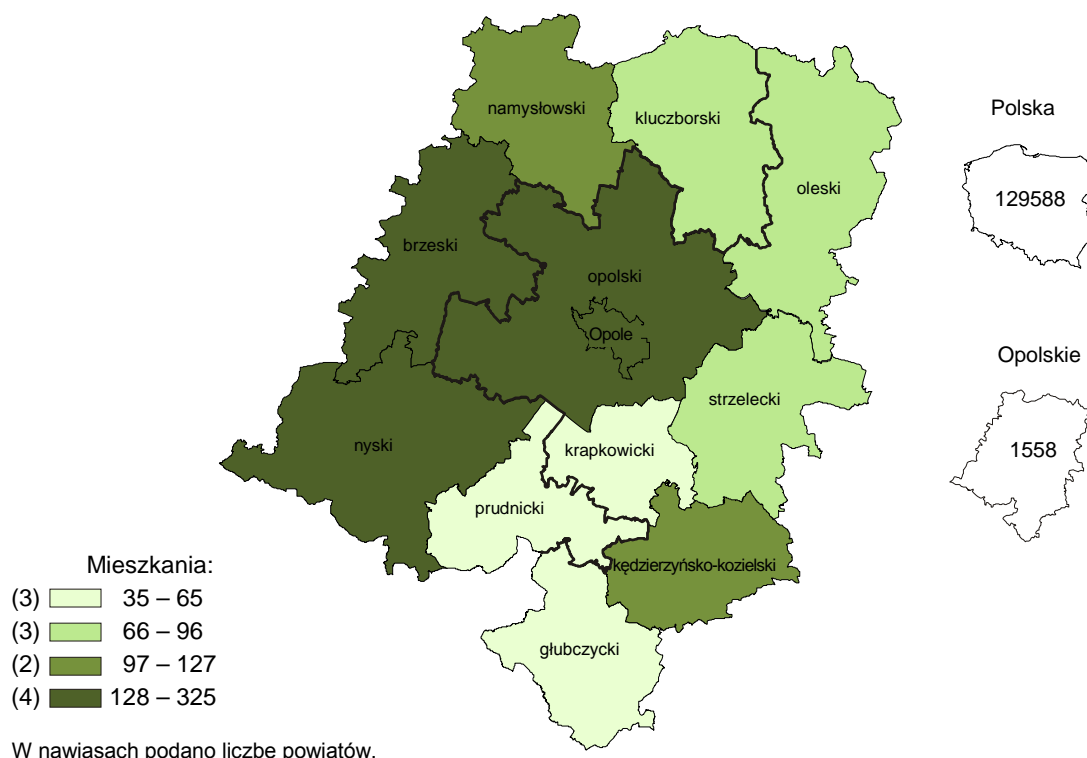 namysłowski
kluczborski
oleski
brzeski
opolski
Opole
strzelecki
nyski
krapkowicki
prudnicki
kędzierzyńsko-kozielski
głubczycki
Polska
129588
Opolskie
1558
Mieszkania:
(3) 35 – 65
(3) 66 – 96
(2) 97 – 127
(4) 128 – 325
W nawiasach podano liczbę powiatów.